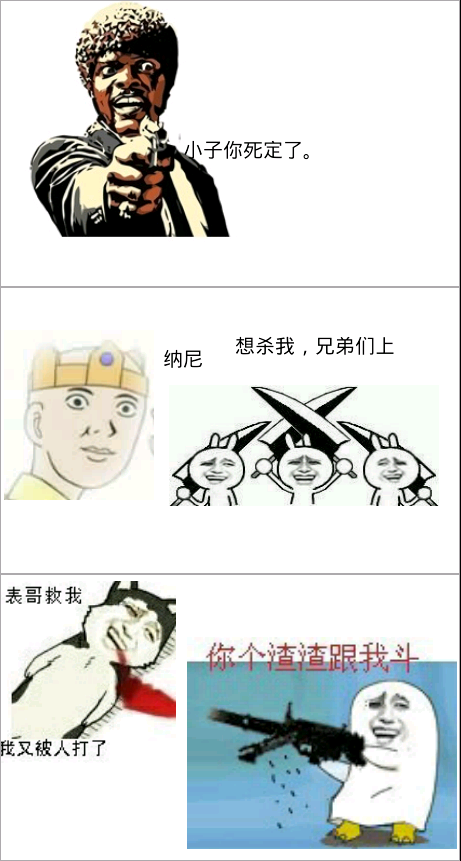 小子你死定了。
纳尼
想杀我，兄弟们上
表哥救我
我又被人打了
你个渣渣跟我斗